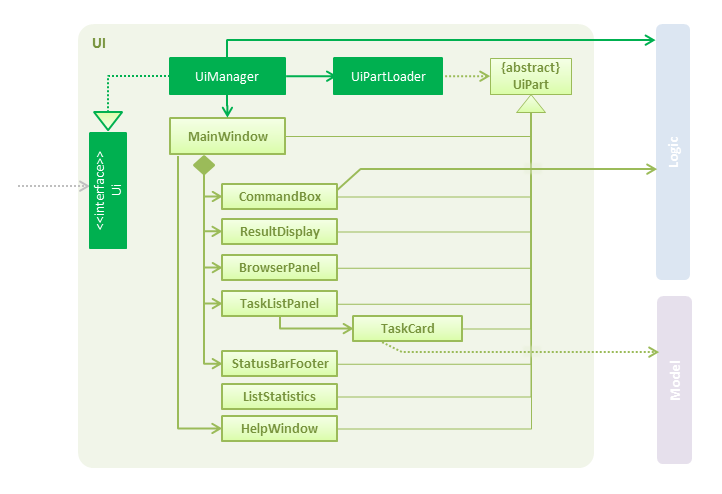 UI
UiManager
UiPartLoader
{abstract}
UiPart
MainWindow
<<interface>>
Ui
Logic
CommandBox
ResultDisplay
BrowserPanel
TaskListPanel
TaskCard
StatusBarFooter
Model
ListStatistics
HelpWindow